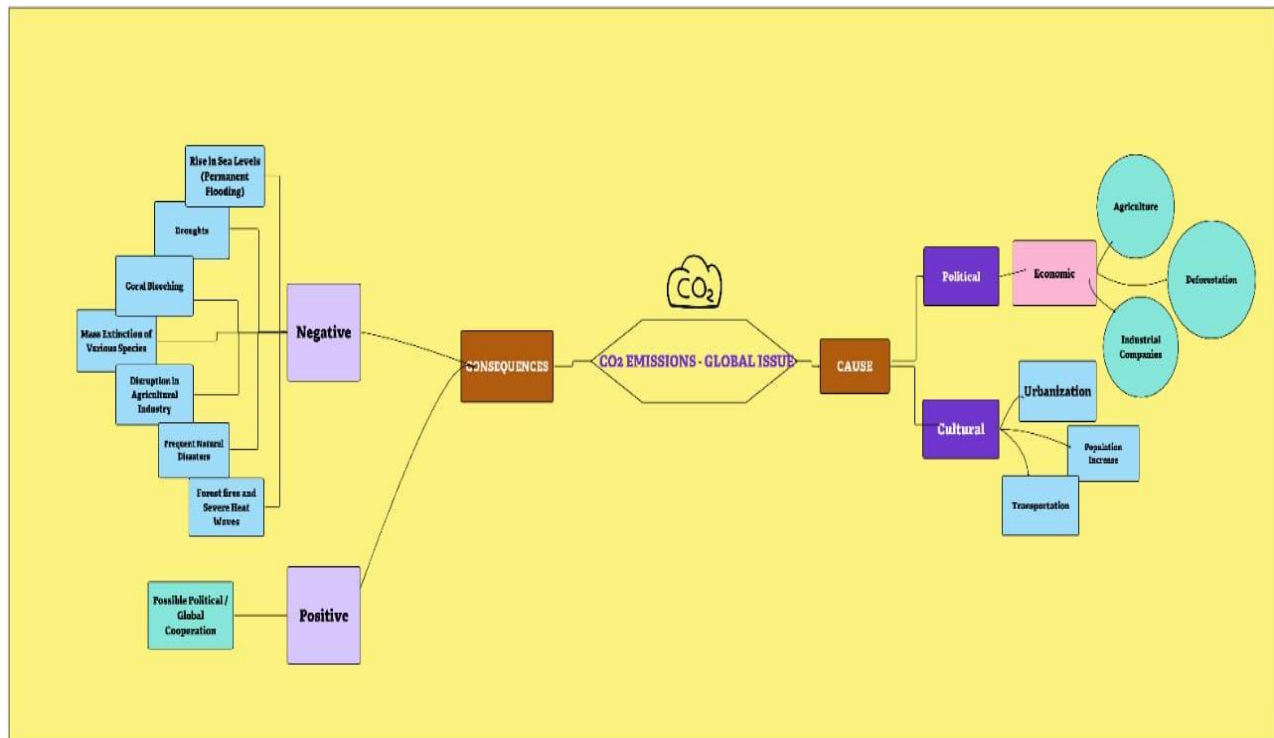 Rise in Sea Levels
(Permanent
Flooding)
Droughts
Coral Bleeching
Mass Extinction of
Various Species
Disruption in
Agricultural
Industry
Frequent Natural
Disasters
Forest fires and
Severe Heat
Waves
Negative
Possible Political /
Global
Cooperation
Positive
CONSEQUENCES
CO2
CO2 EMISSIONS - GLOBAL ISSUE
CAUSE
Political
Economic
Agriculture
Deforestation
Industrial
Companies
Cultural
Urbanization
Population
Increase
Transportation